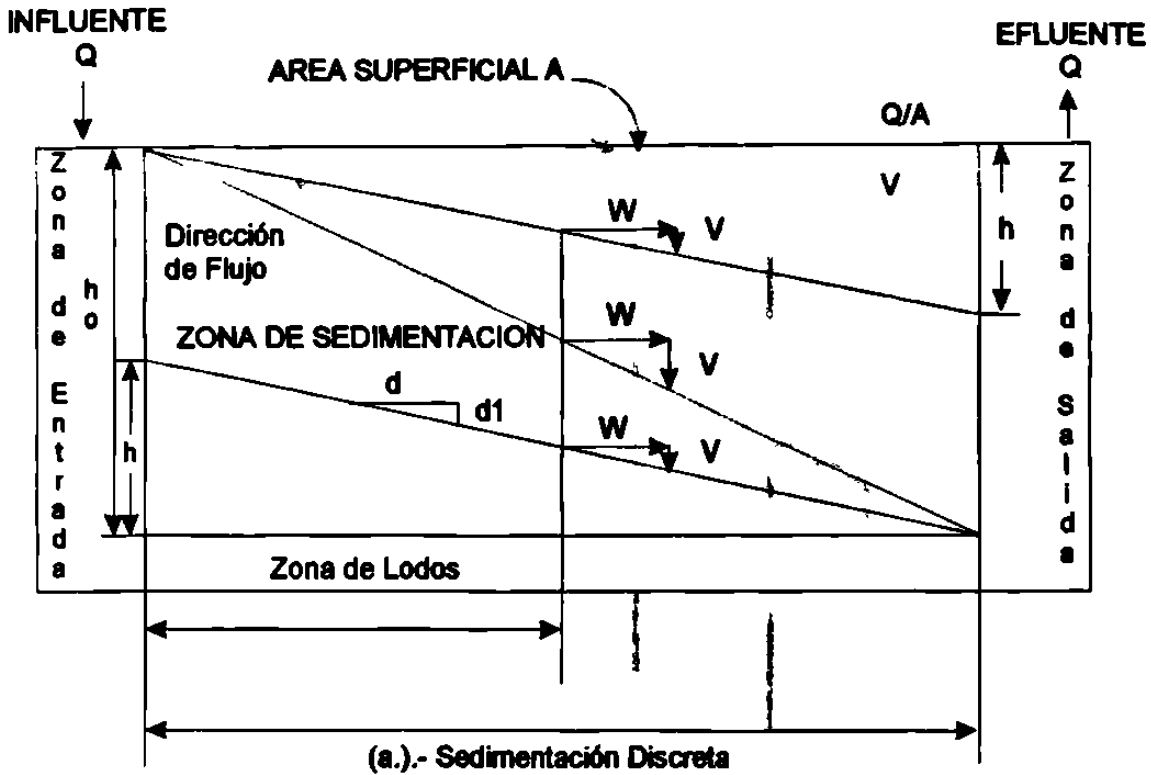 INFLUENTE
Q
EFLUENTE
Q
AREA SUPERFICIAL A
Q/A
Zona de Entrada
Zona de Salida
ho
h
h
V
W
V
Dirección
de Flujo
ZONA DE SEDIMENTACION
W
V
d
d1
W
V
Zona de Lodos
(a.).- Sedimentación Discreta